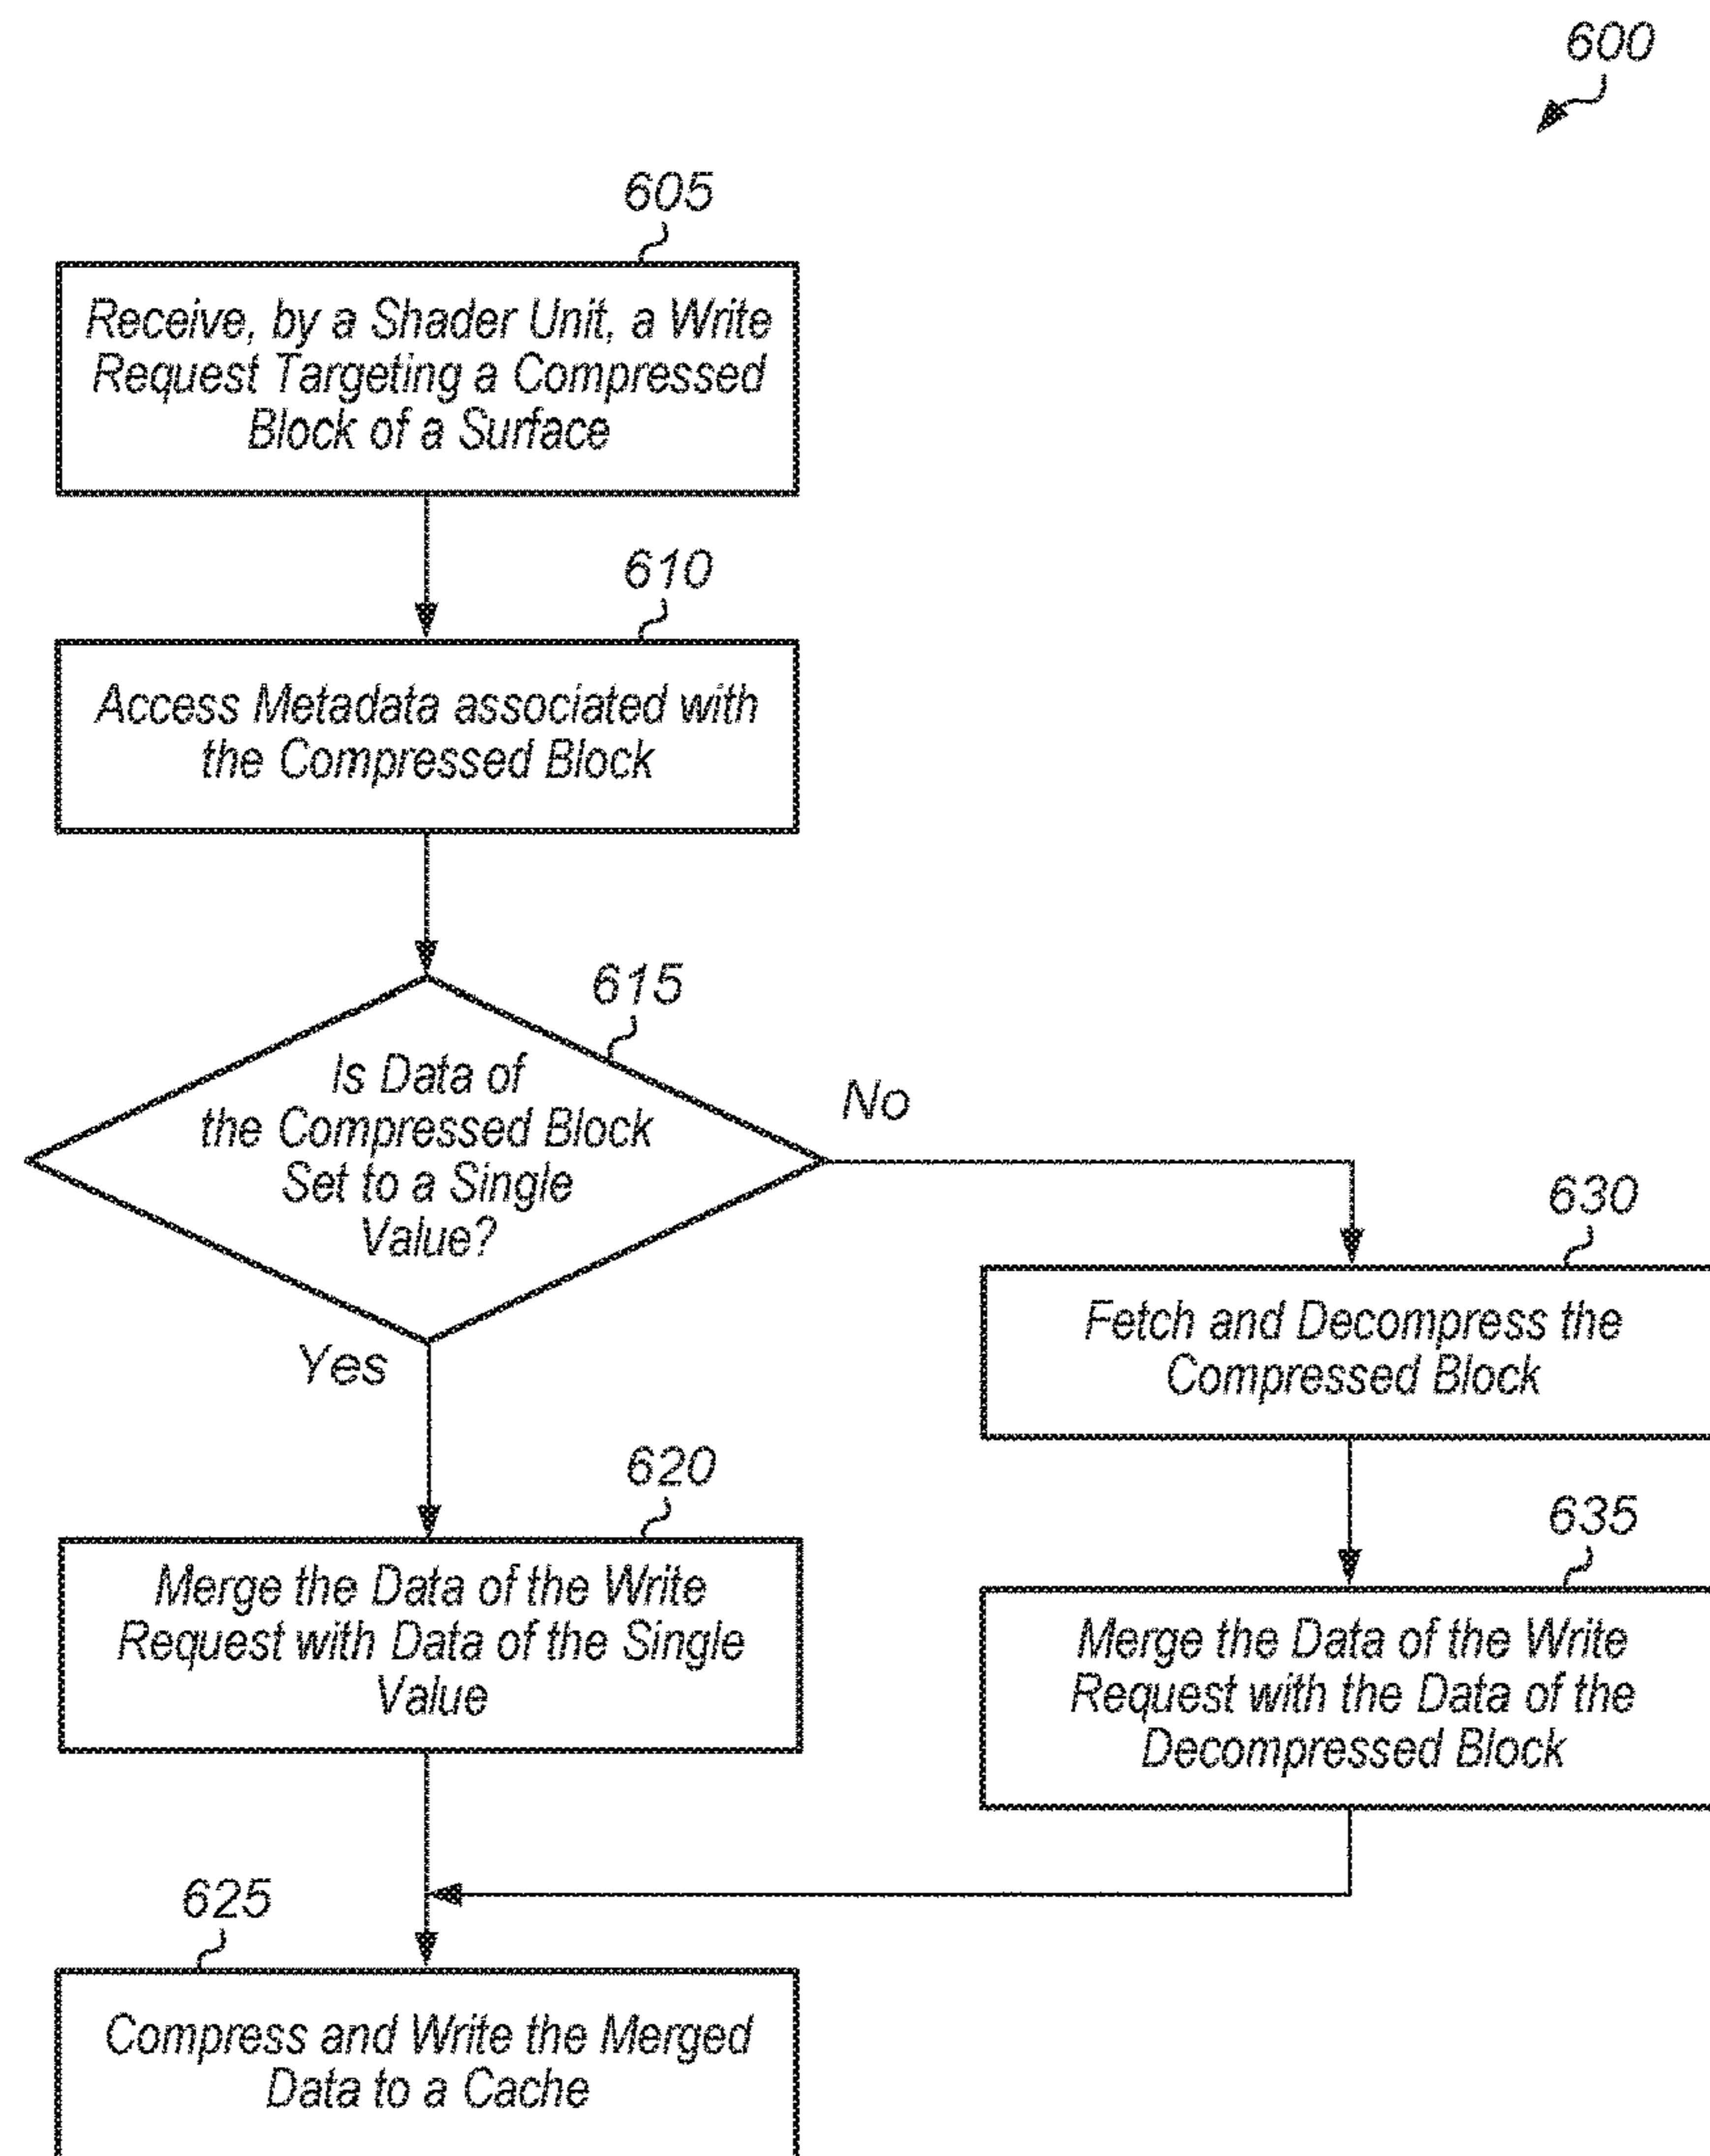 600
605
Receive, by a Shader Unit, a Write
Request Targeting a Compressed
Block of a Surface
610
Access Metadata associated with
the Compressed Block
615
Is Data of
the Compressed Block
Set to a Single
Value?
No
Yes
630
Fetch and Decompress the
Compressed Block
620
Merge the Data of the Write
Request with Data of the Single
Value
635
Merge the Data of the Write
Request with the Data of the
Decompressed Block
625
Compress and Write the Merged
Data to a Cache